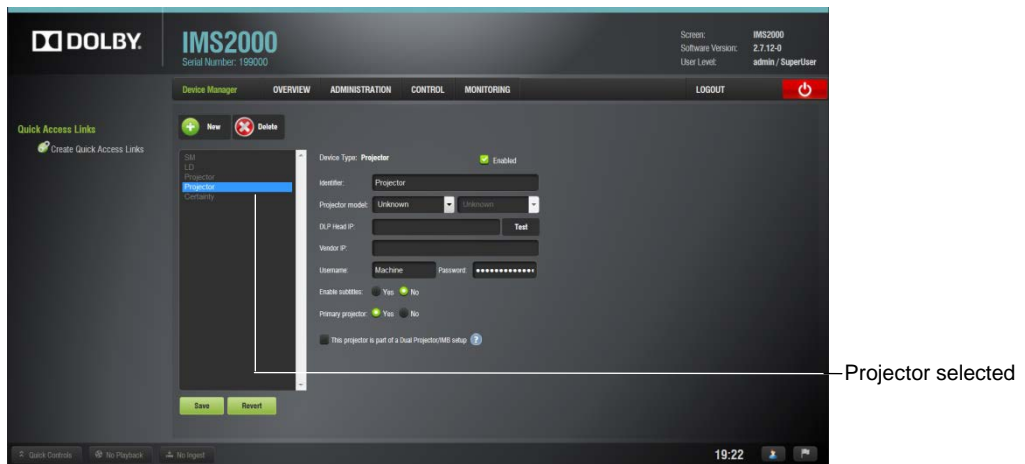 DOLBY.
IMS2000
Serial Number: 199000
Screen: IMS2000
Software Version: 2.7.12-0
User Level: admin / SuperUser
Device Manager OVERVIEW ADMINISTRATION CONTROL MONITORING LOGOUT
Quick Access Links
Create Quick Access Links
New Delete
SM
LD
Projector
Projector
Certainty
Device Type: Projector Enabled
Identifier: Projector
Projector model: Unknown Unknown
DLP Head IP: Test
Vendor IP:
Username: Machine Password:
Enable subtitles: Yes No
Primary projector: Yes No
This projector is part of a Dual Projector/IMB setup ?
Projector selected
Save Revert
Quick Controls No Playback No Ingest 19:22